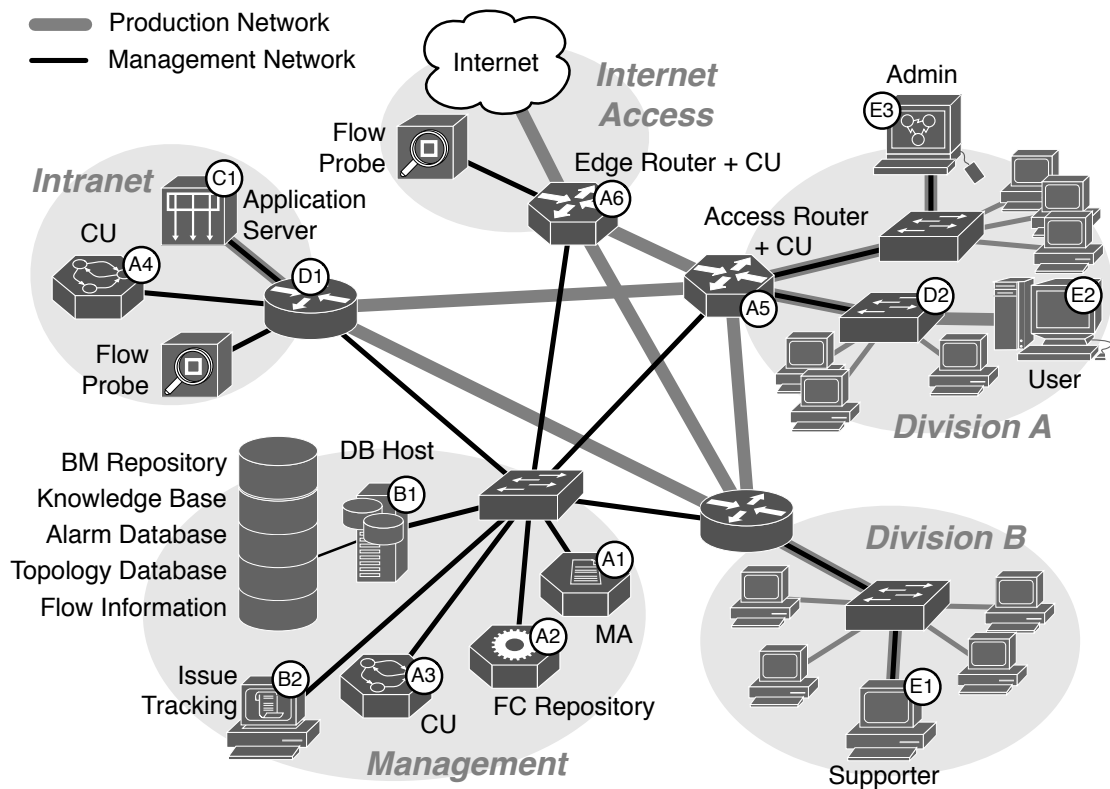 Production Network
Management Network
Internet
Internet
Access
Flow
Probe
Edge Router + CU
A6
Admin
E3
Intranet
C1
Application
Server
CU
A4
D1
Flow
Probe
Access Router
+ CU
A5
D2
E2
User
Division A
BM Repository
Knowledge Base
Alarm Database
Topology Database
Flow Information
DB Host
B1
A1
MA
A2
FC Repository
A3
CU
Issue
Tracking
B2
Management
Division B
E1
Supporter